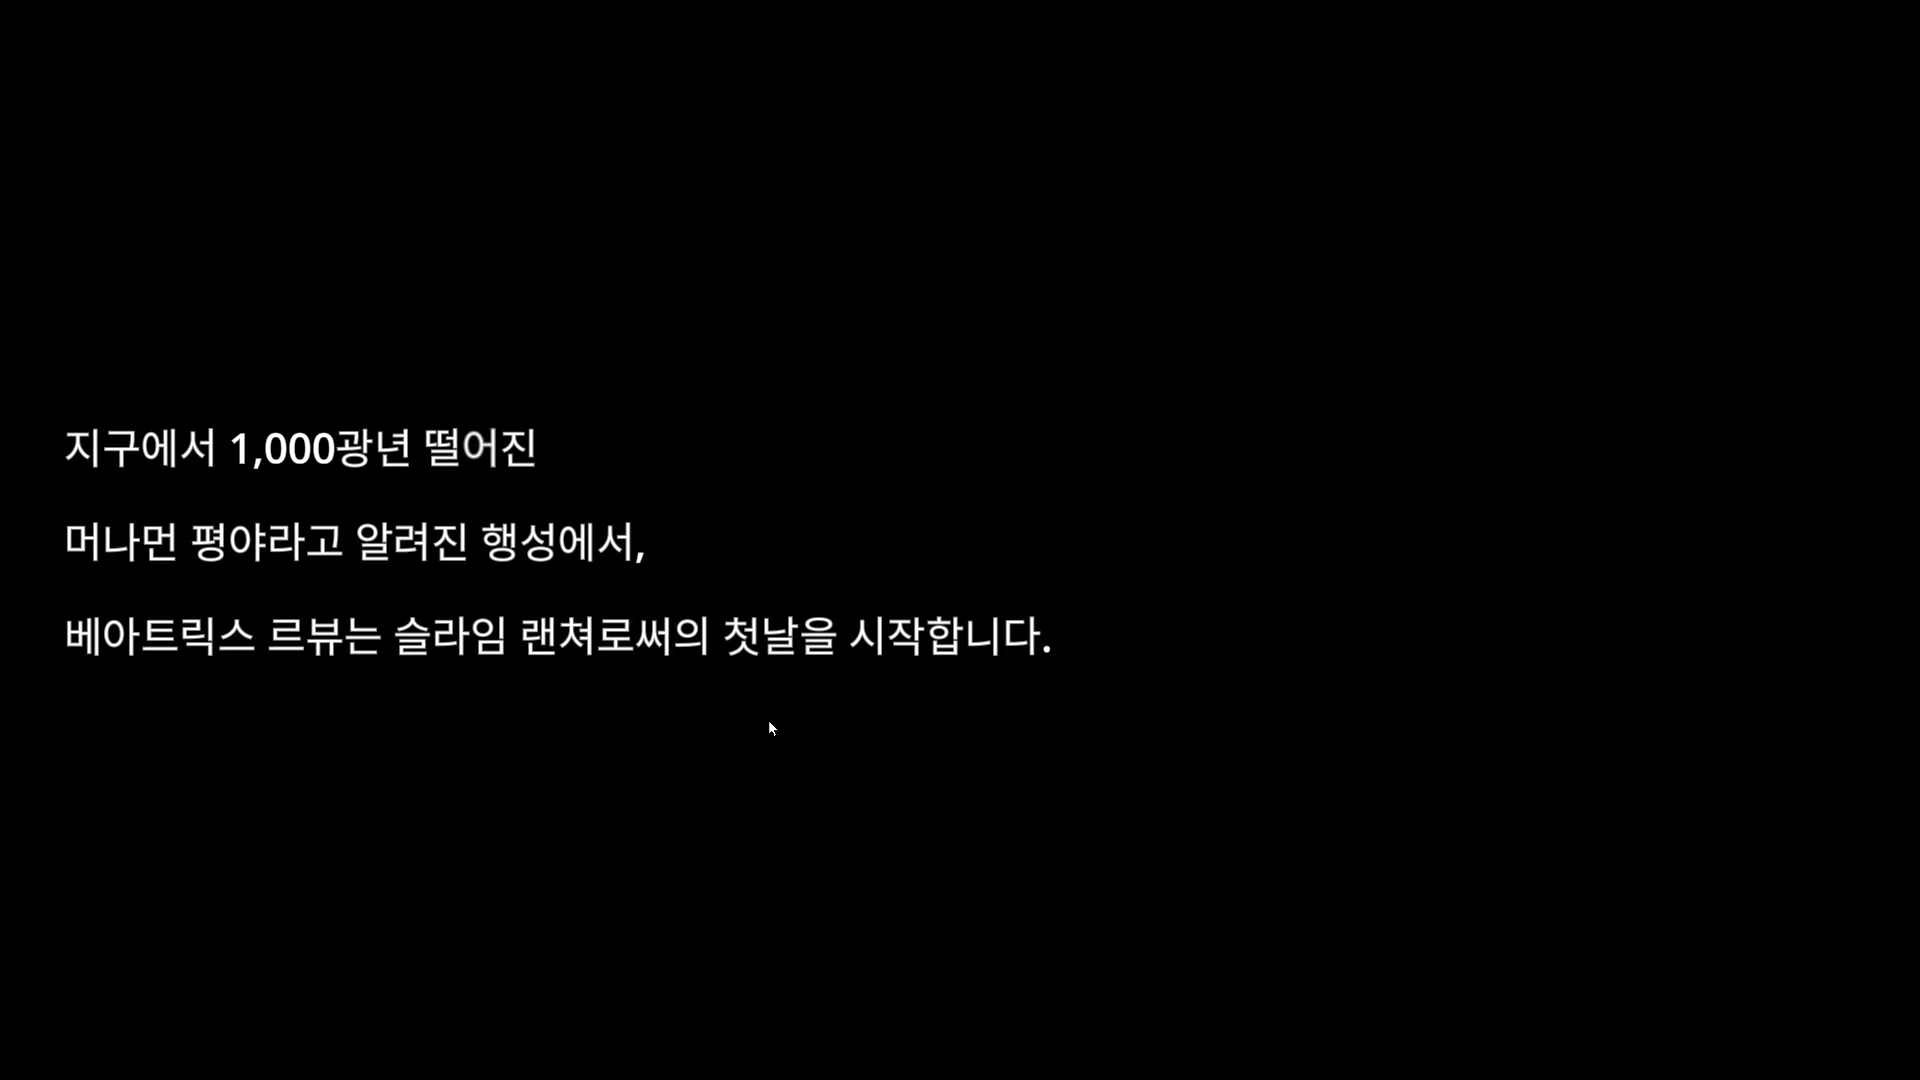 지구에서 1,000광년 떨어진
머나먼 평야라고 알려진 행성에서,
베아트릭스 르뷰는 슬라임 랜쳐로써의 첫날을 시작합니다.